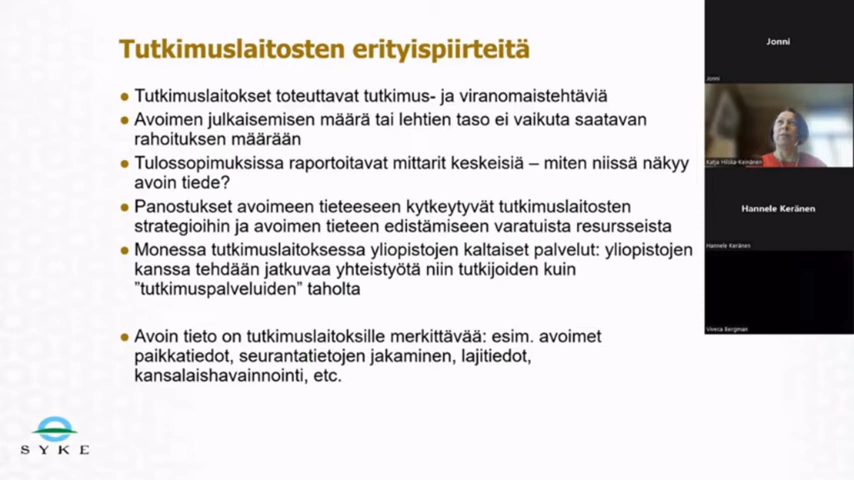 Tutkimuslaitosten erityispiirteitä
Tutkimuslaitokset toteuttavat tutkimus- ja viranomaistehtäviä
Avoimen julkaisemisen määrä tai lehtien taso ei vaikuta saatavan
rahoituksen määrään
Tulossopimuksissa raportoitavat mittarit keskeisiä – miten niissä näkyy
avoin tiede?
Panostukset avoimeen tieteeseen kytkeytyvät tutkimuslaitosten
strategioihin ja avoimen tieteen edistämiseen varatuista resursseista
Monessa tutkimuslaitoksessa yliopistojen kaltaiset palvelut: yliopistojen
kanssa tehdään jatkuvaa yhteistyötä niin tutkijoiden kuin
”tutkimuspalveluiden” taholta
Avoin tieto on tutkimuslaitoksille merkittävää: esim. avoimet
paikkatiedot, seurantatietojen jakaminen, lajitiedot,
kansalaishavainnointi, etc.
SYKE
Jonni
Jonni
Katja Hilska-Keinänen
Hannele Keränen
Hannele Keränen
Viveca Bergman